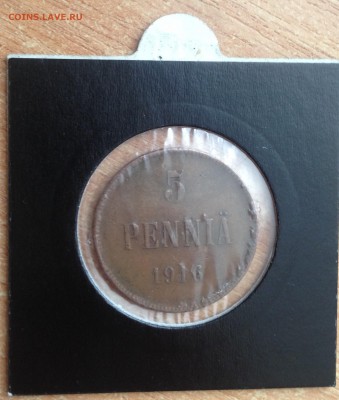 COINS.LAVE.RU
5
PENNIÄ
1916